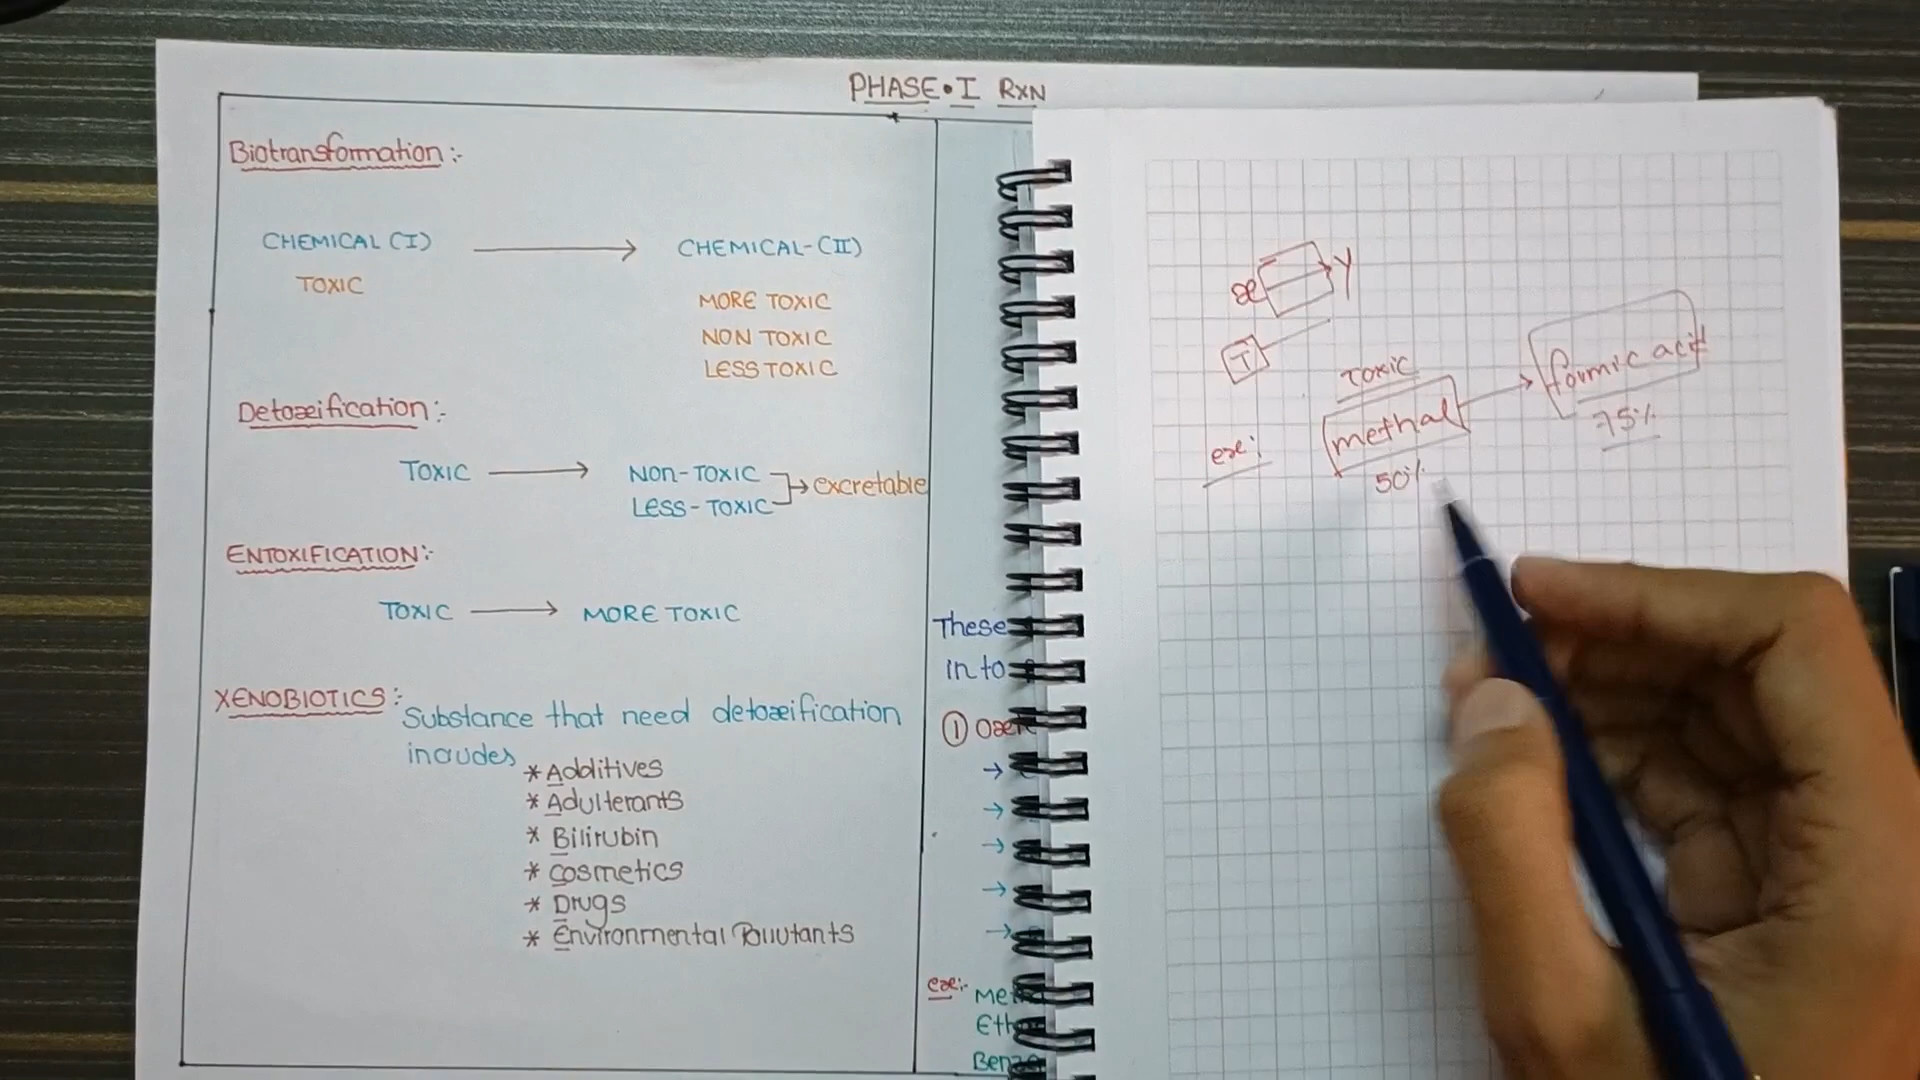 PHASE•I RXN
Biotransformation:-
CHEMICAL (I) → CHEMICAL-(II)
TOXIC
MORE TOXIC
NON TOXIC
LESS TOXIC
Detoxification:-
TOXIC → NON-TOXIC
LESS-TOXIC
→ excretable
ENTOXIFICATION:-
TOXIC → MORE TOXIC
XENOBIOTICS:-
Substance that need detoxification
incudes
* Additives
* Adulterants
* Bilirubin
* Cosmetics
* Drugs
* Environmental Pollutants
These
in to
①
→
→
→
→
→
ex:-
x → y
T
Toxic
ex:
methal → formic acid
50%
75%